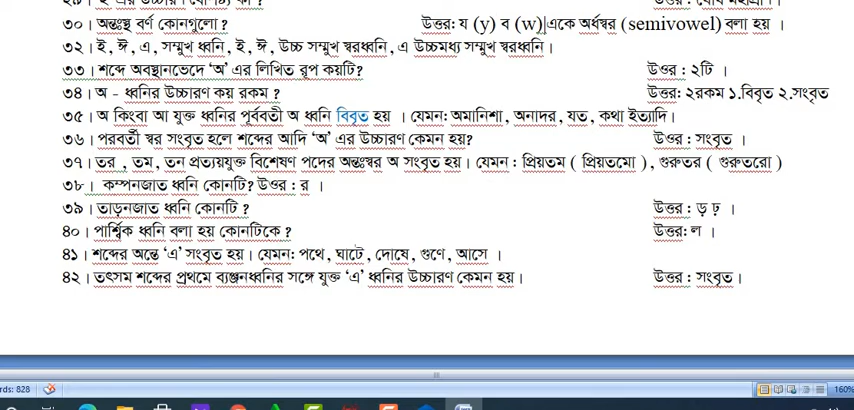 ৩০। অন্তঃস্থ বর্ণ কোনগুলো ? উত্তর: য (y) ব (w) একে অর্ধস্বর (semivowel) বলা হয় ।
৩২। ই, ঈ, এ, সম্মুখ ধ্বনি, ই, ঈ, উচ্চ সম্মুখ স্বরধ্বনি, এ উচ্চমধ্য সম্মুখ স্বরধ্বনি।
৩৩। শব্দে অবস্থানভেদে ‘অ’ এর লিখিত রূপ কয়টি? উত্তর : ২টি ।
৩৪। অ - ধ্বনির উচ্চারণ কয় রকম ? উত্তর: ২রকম ১.বিবৃত ২.সংবৃত
৩৫। অ কিংবা আ যুক্ত ধ্বনির পূর্ববতী অ ধ্বনি বিবৃত হয় । যেমন: অমানিশা, অনাদর, যত, কথা ইত্যাদি।
৩৬। পরবর্তী স্বর সংবৃত হলে শব্দের আদি ‘অ’ এর উচ্চারণ কেমন হয়? উত্তর : সংবৃত ।
৩৭। তর , তম, তন প্রত্যয়যুক্ত বিশেষণ পদের অন্তঃস্বর অ সংবৃত হয়। যেমন : প্রিয়তম ( প্রিয়তমো ), গুরুতর ( গুরুতরো )
৩৮। কম্পনজাত ধ্বনি কোনটি? উত্তর : র ।
৩৯। তাড়নজাত ধ্বনি কোনটি ? উত্তর : ড় ঢ় ।
৪০। পার্শ্বিক ধ্বনি বলা হয় কোনটিকে ? উত্তর: ল ।
৪১। শব্দের অন্তে ‘এ’ সংবৃত হয়। যেমন: পথে, ঘাটে, দোষে, গুণে, আসে ।
৪২। তৎসম শব্দের প্রথমে ব্যঞ্জনধ্বনির সঙ্গে যুক্ত ‘এ’ ধ্বনির উচ্চারণ কেমন হয়। উত্তর : সংবৃত।
rds: 828 160%